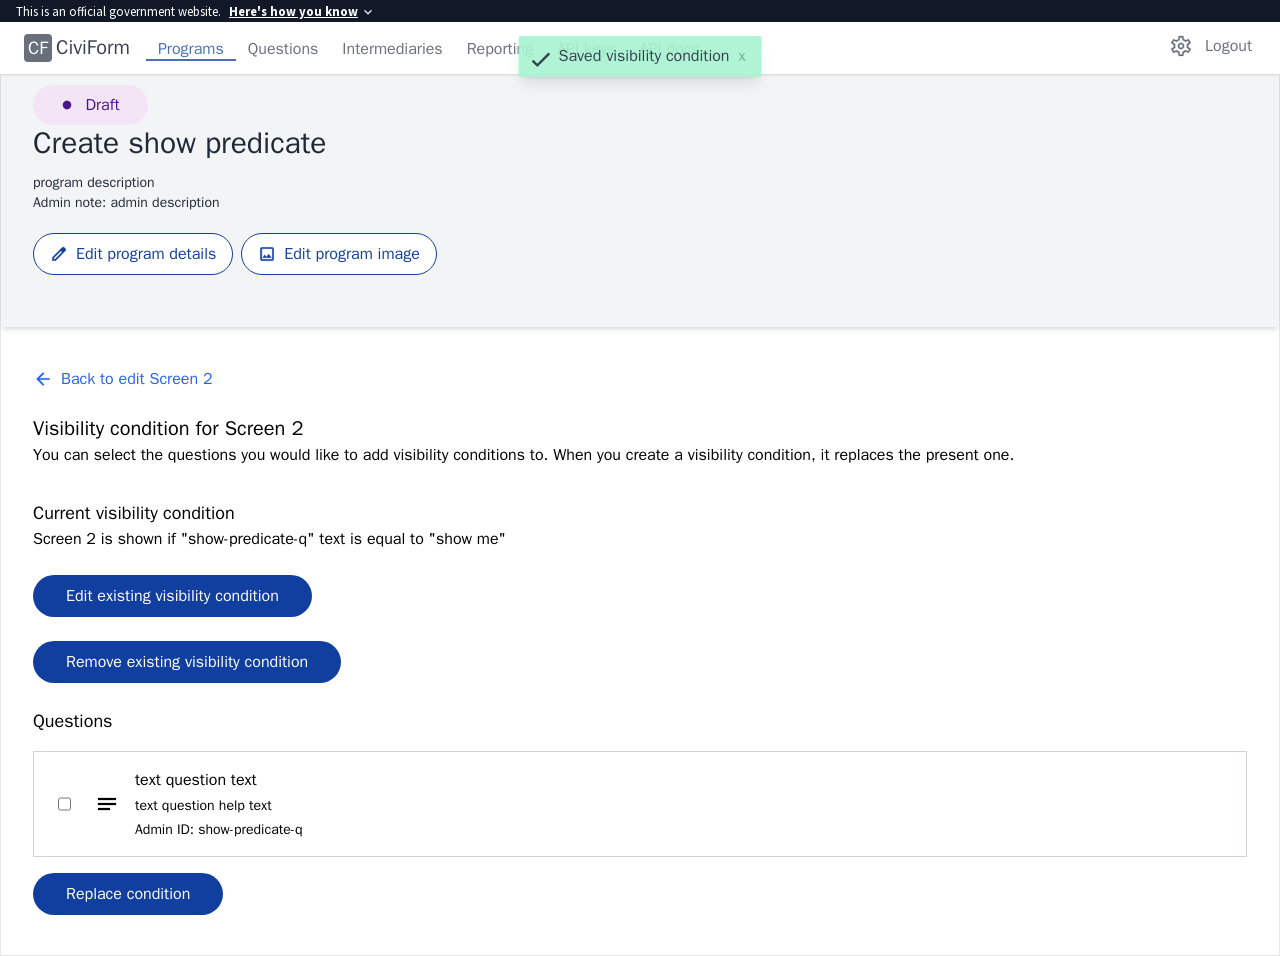 This is an official government website. Here's how you know
CF CiviForm Programs Questions Intermediaries Reporting Logout
Saved visibility condition x
Draft
Create show predicate
program description
Admin note: admin description
Edit program details Edit program image
Back to edit Screen 2
Visibility condition for Screen 2
You can select the questions you would like to add visibility conditions to. When you create a visibility condition, it replaces the present one.
Current visibility condition
Screen 2 is shown if "show-predicate-q" text is equal to "show me"
Edit existing visibility condition
Remove existing visibility condition
Questions
text question text
text question help text
Admin ID: show-predicate-q
Replace condition